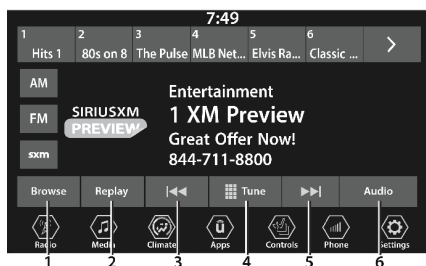 7:49
1 2 3 4 5 6
Hits 1 80s on 8 The Pulse MLB Net... Elvis Ra... Classic ...
AM
FM
sxm
SIRIUSXM
PREVIEW
Entertainment
1 XM Preview
Great Offer Now!
844-711-8800
Browse Replay Tune Audio
Radio Media Climate Apps Controls Phone Settings
1 2 3 4 5 6